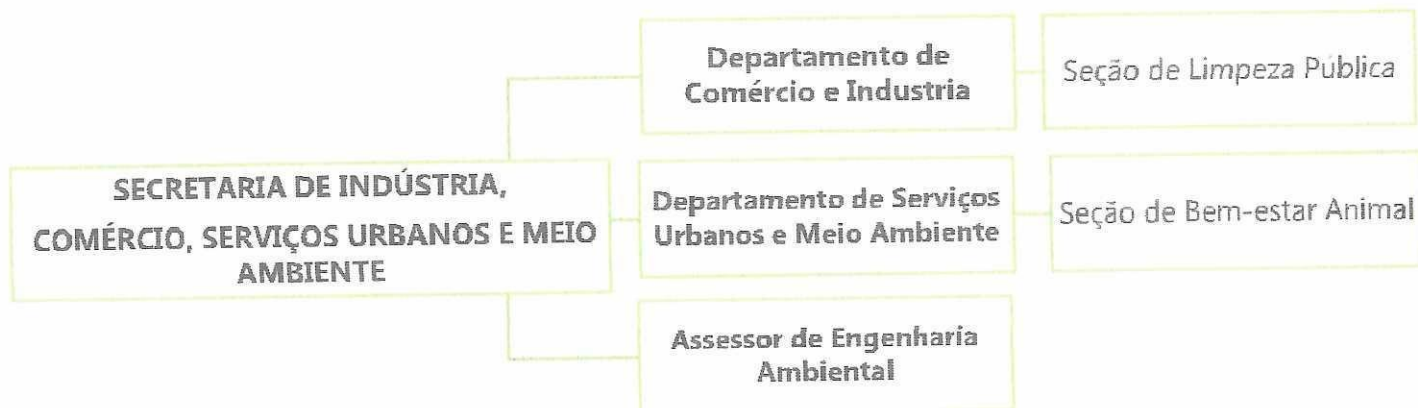 Departamento de
Comércio e Industria
Seção de Limpeza Pública
SECRETARIA DE INDÚSTRIA,
COMÉRCIO, SERVIÇOS URBANOS E MEIO
AMBIENTE
Departamento de Serviços
Urbanos e Meio Ambiente
Seção de Bem-estar Animal
Assessor de Engenharia
Ambiental